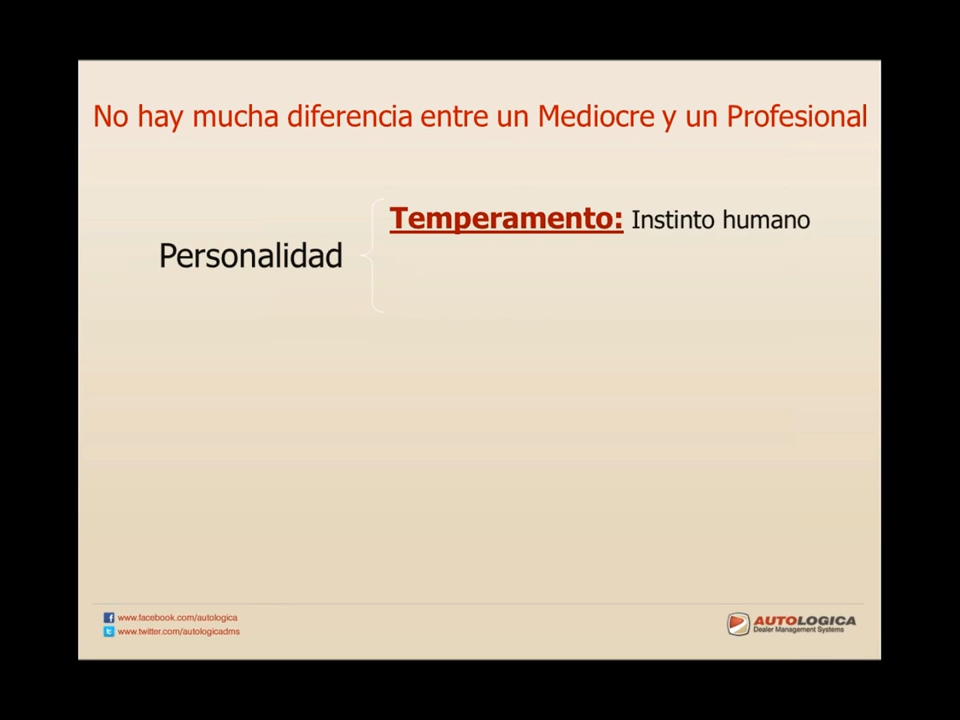 No hay mucha diferencia entre un Mediocre y un Profesional
Temperamento: Instinto humano
Personalidad
www.facebook.com/autologica
www.twitter.com/autologicadms
AUTOLOGICA
Dealer Management Systems